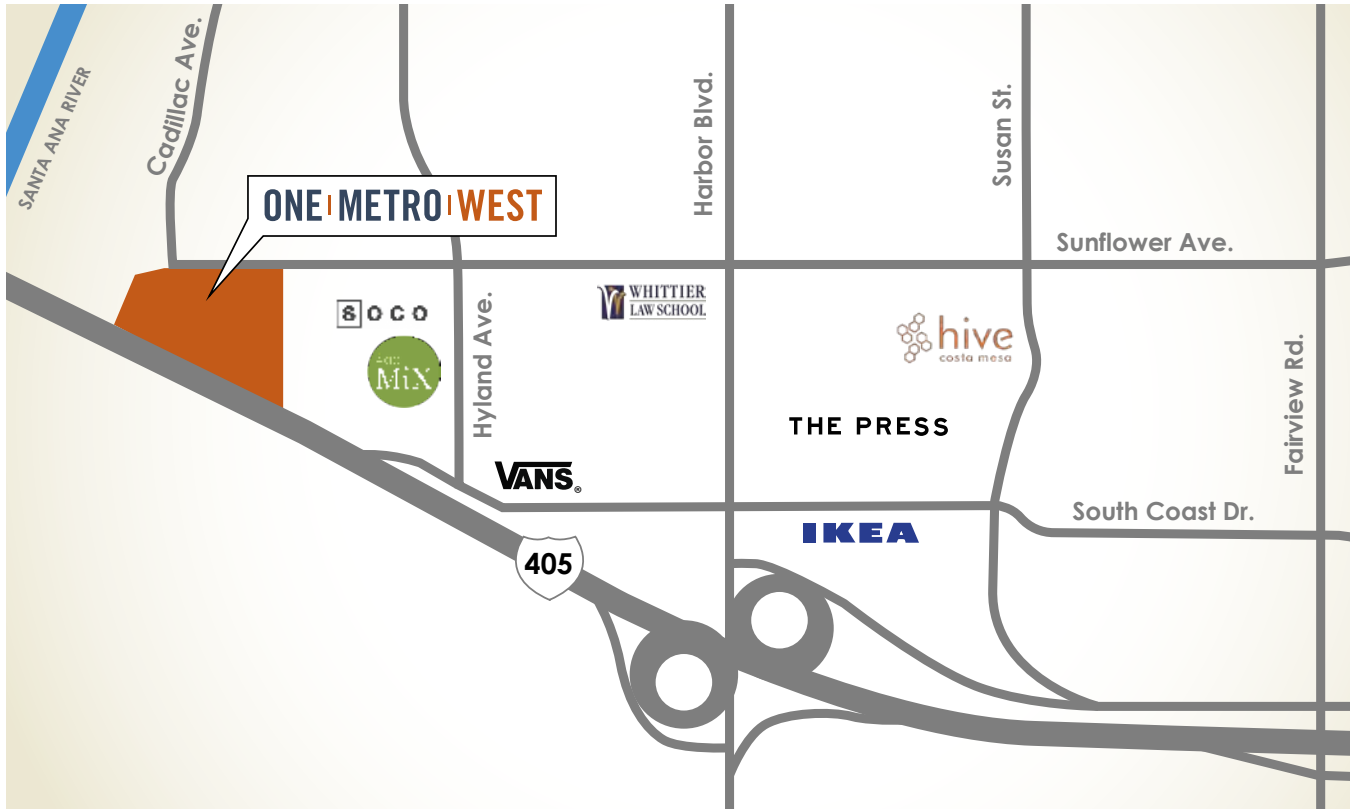 SANTA ANA RIVER
Cadillac Ave.
Harbor Blvd.
Susan St.
ONE | METRO | WEST
Sunflower Ave.
SOCO
MiX
Hyland Ave.
WHITTIER
LAW SCHOOL
hive
costa mesa
Fairview Rd.
THE PRESS
VANS®
South Coast Dr.
IKEA
405